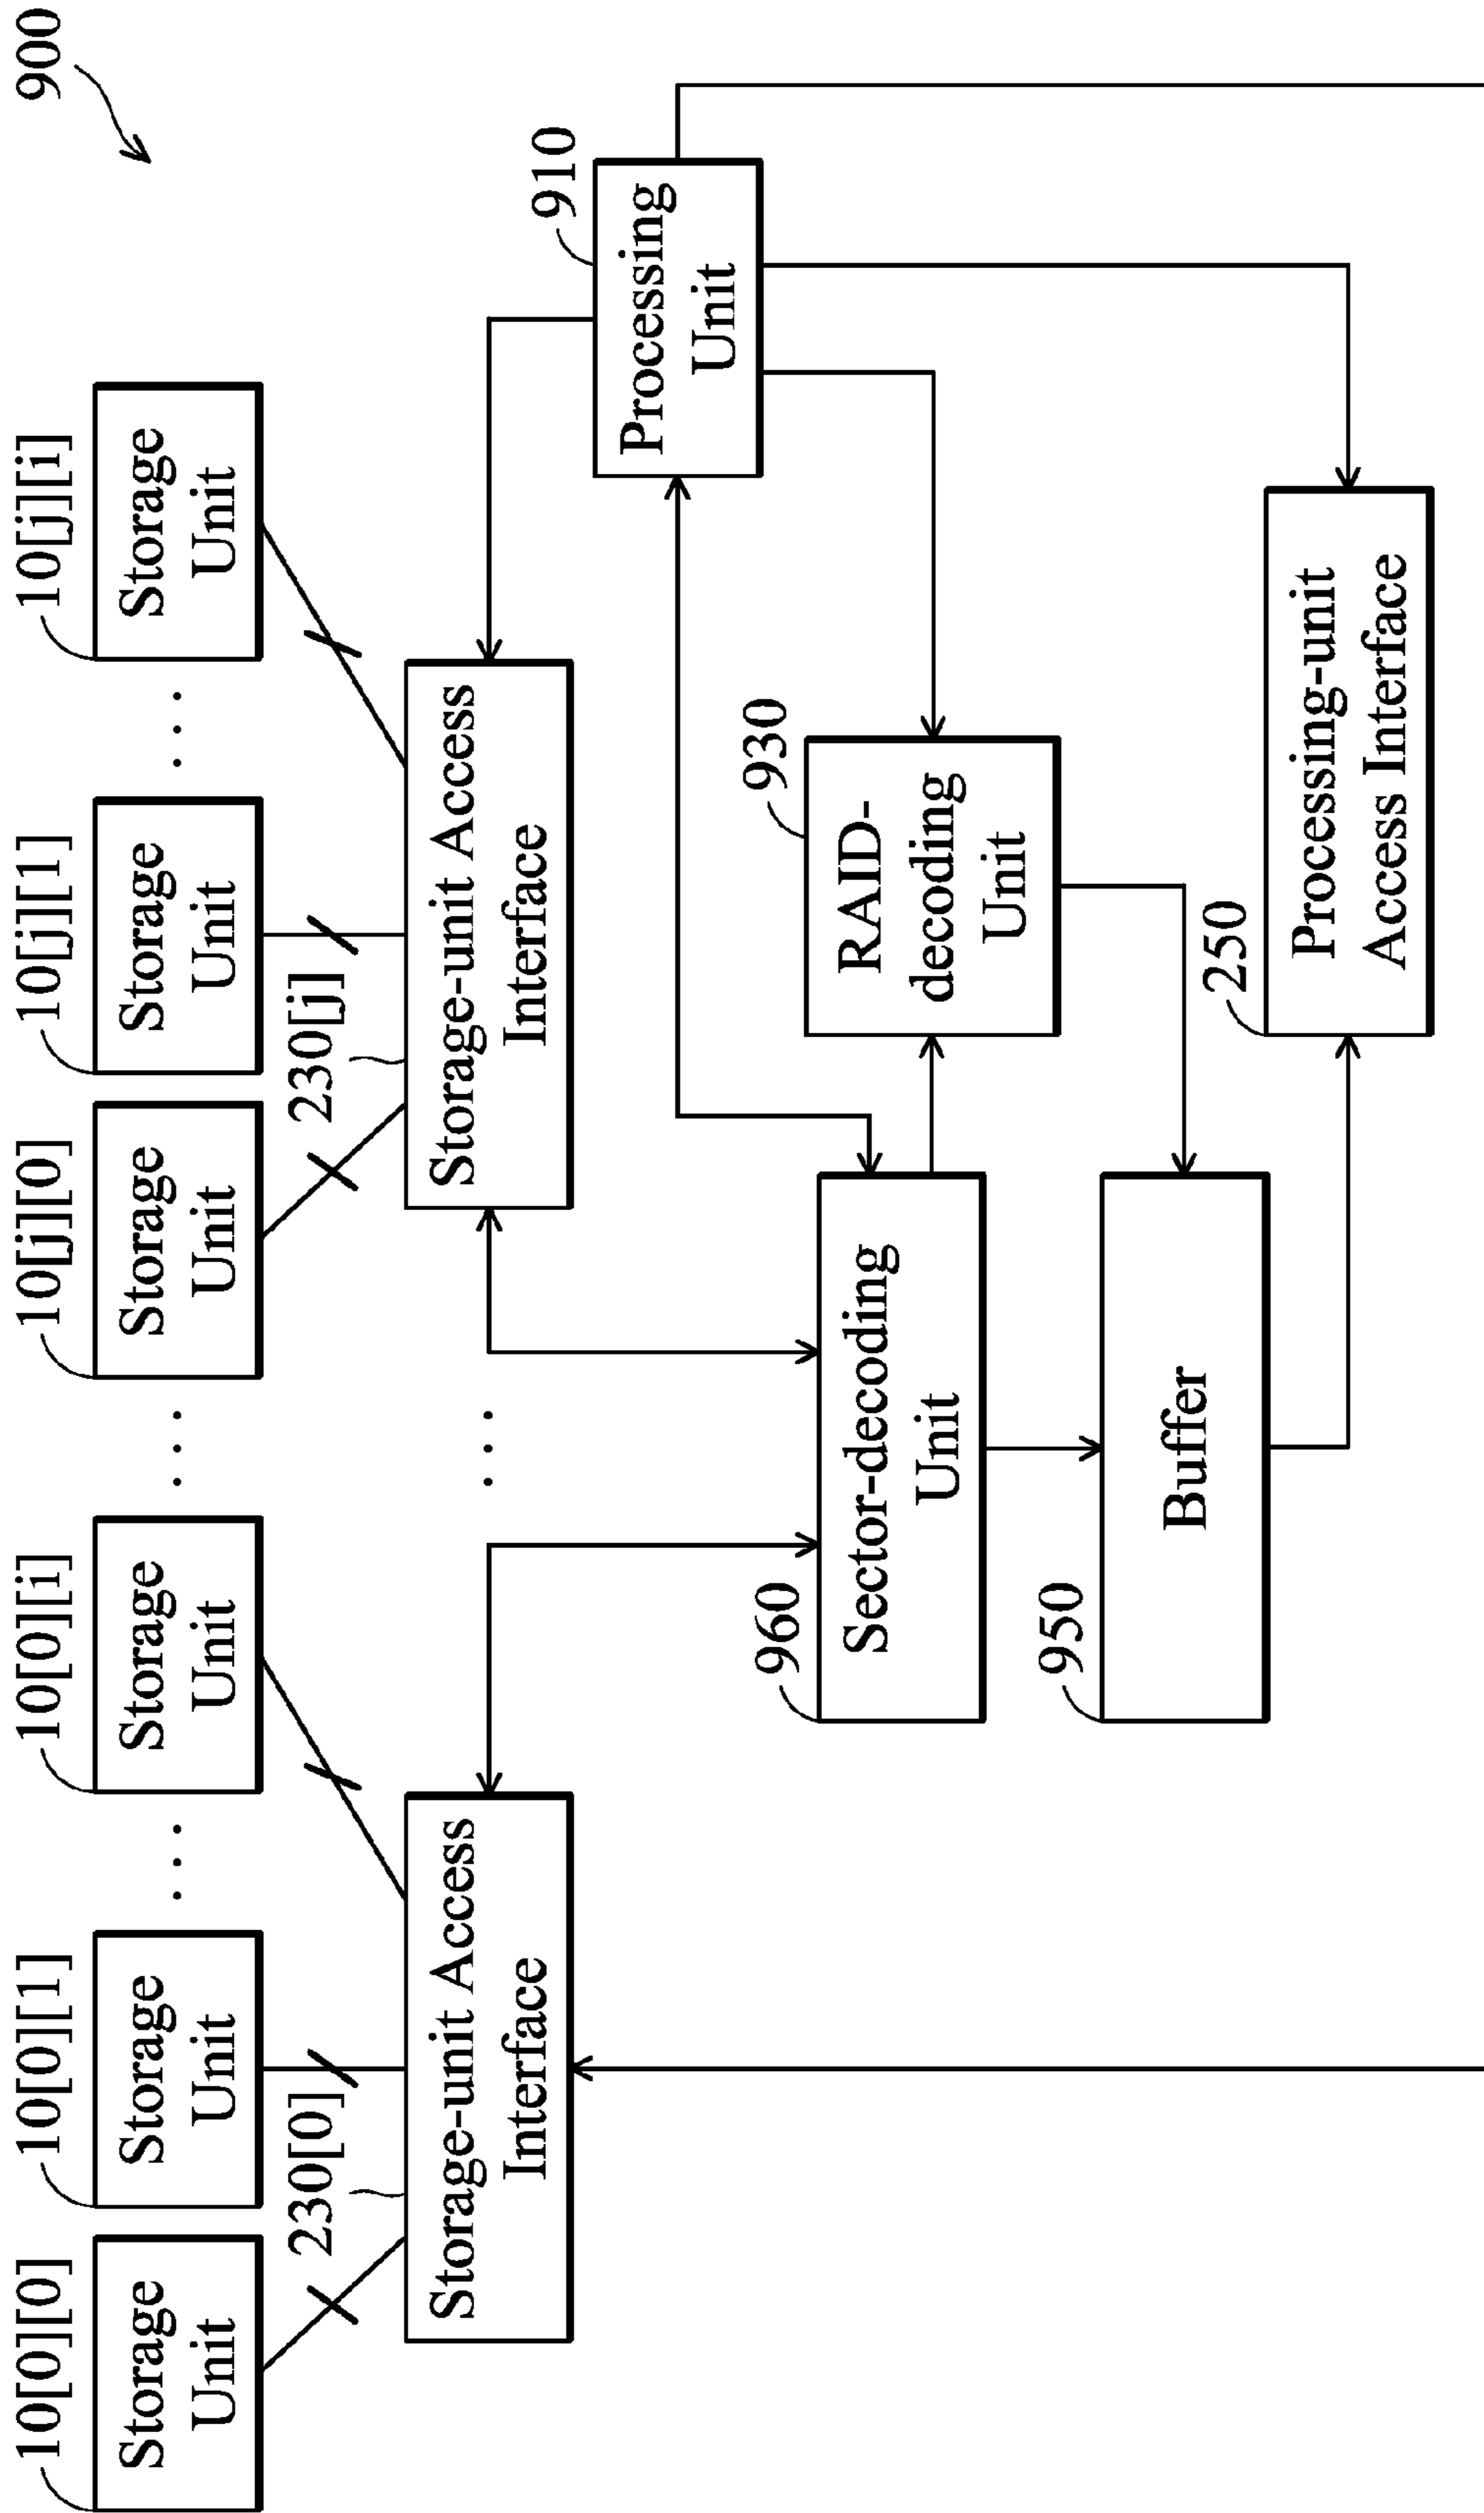 900
10[0][0]
10[0][1]
10[0][i]
10[j][0]
10[j][1]
10[j][i]
Storage
Unit
Storage
Unit
. . .
Storage
Unit
. . .
Storage
Unit
Storage
Unit
. . .
Storage
Unit
230[0]
230[j]
Storage-unit Access
Interface
. . .
Storage-unit Access
Interface
910
Processing
Unit
960
Sector-decoding
Unit
930
RAID-
decoding
Unit
950
Buffer
250
Processing-unit
Access Interface